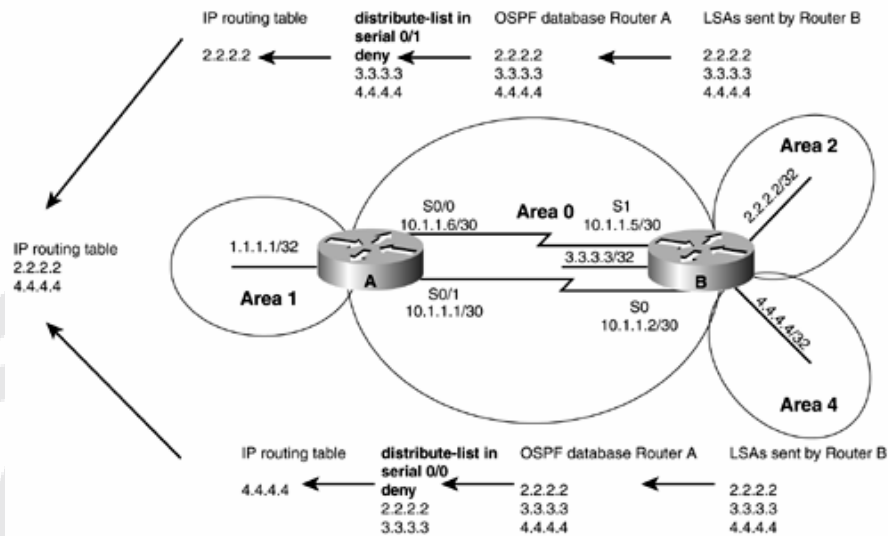 IP routing table
2.2.2.2
distribute-list in
serial 0/1
deny
3.3.3.3
4.4.4.4
OSPF database Router A
2.2.2.2
3.3.3.3
4.4.4.4
LSAs sent by Router B
2.2.2.2
3.3.3.3
4.4.4.4
IP routing table
2.2.2.2
4.4.4.4
Area 1
1.1.1.1/32
A
S0/0
10.1.1.6/30
Area 0
S1
10.1.1.5/30
3.3.3.3/32
S0/1
10.1.1.1/30
S0
10.1.1.2/30
B
Area 2
2.2.2.2/32
4.4.4.4/32
Area 4
IP routing table
4.4.4.4
distribute-list in
serial 0/0
deny
2.2.2.2
3.3.3.3
OSPF database Router A
2.2.2.2
3.3.3.3
4.4.4.4
LSAs sent by Router B
2.2.2.2
3.3.3.3
4.4.4.4